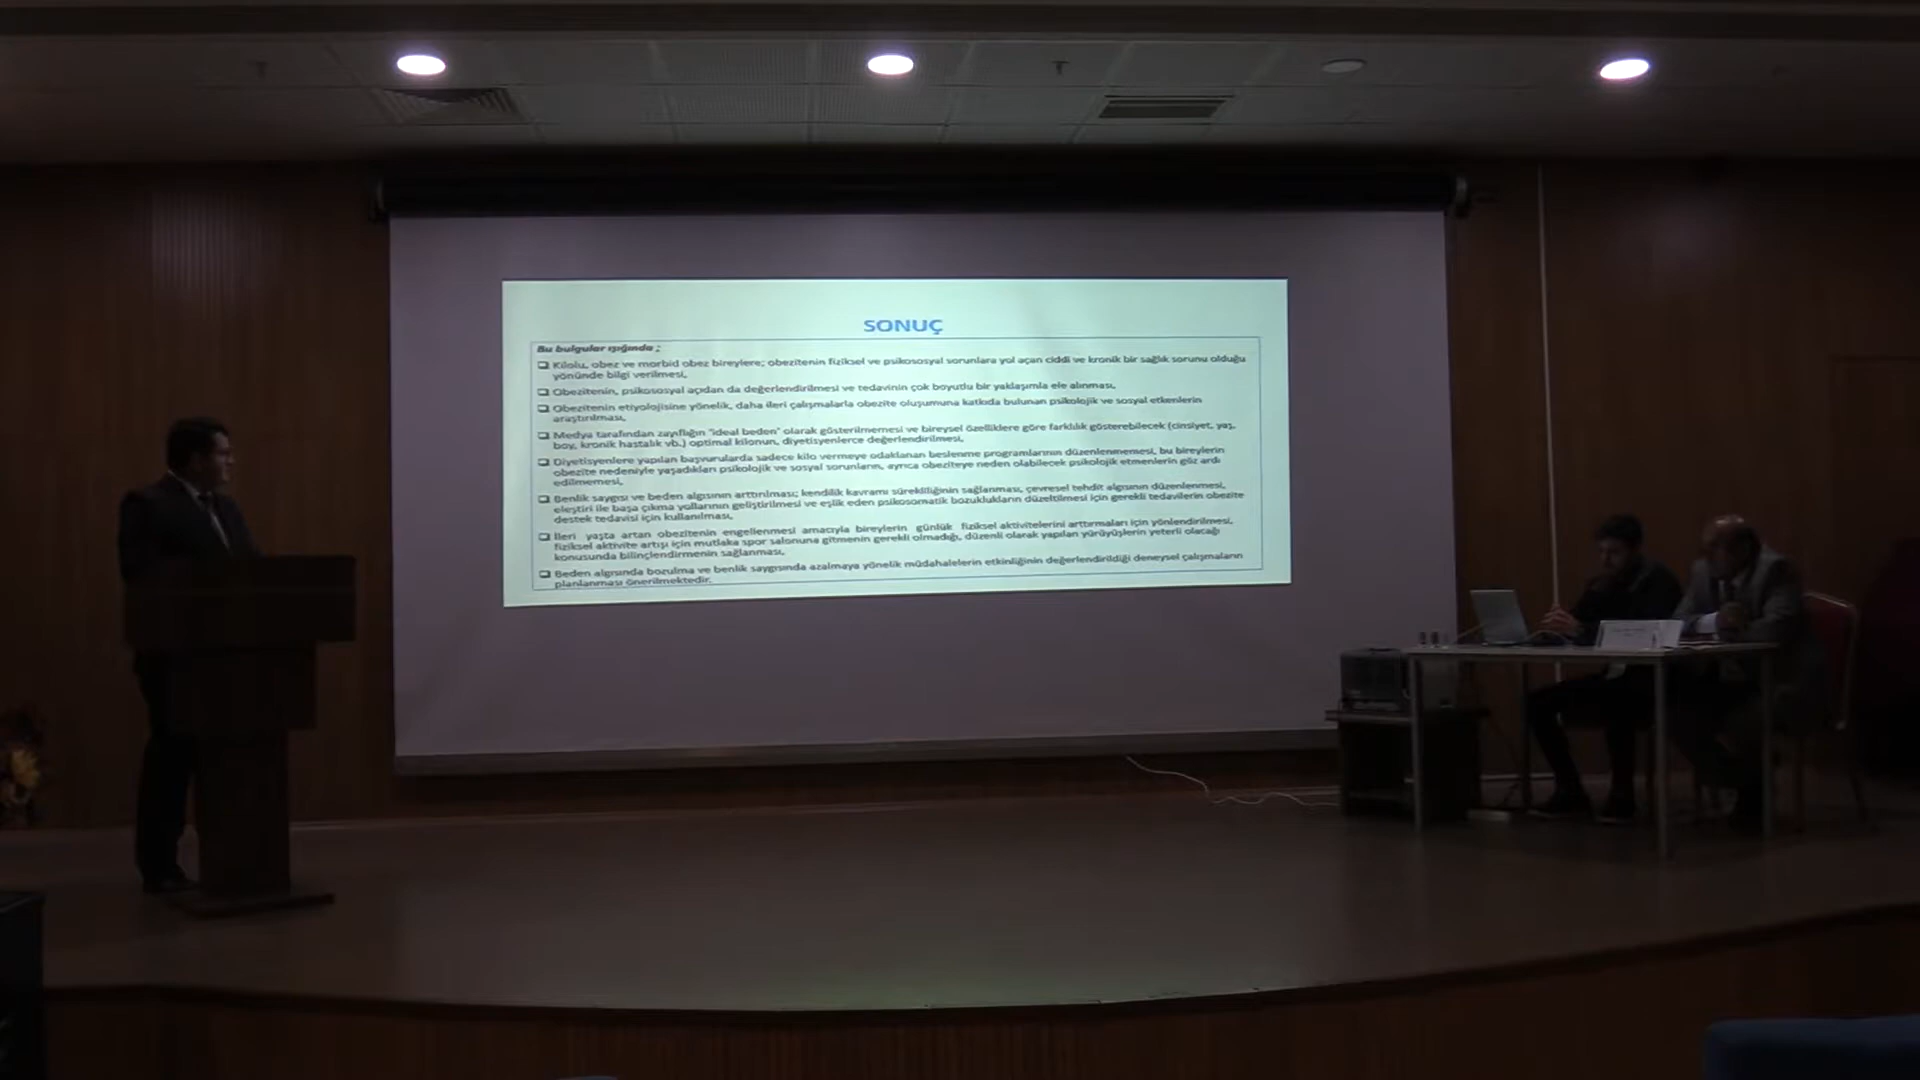 SONUÇ
Bu bulgular ışığında ;
❑ Kilolu, obez ve morbid obez bireylere; obezitenin fiziksel ve psikososyal sorunlara yol açan ciddi ve kronik bir sağlık sorunu olduğu
yönünde bilgi verilmesi,
❑ Obezitenin, psikososyal açıdan da değerlendirilmesi ve tedavinin çok boyutlu bir yaklaşımla ele alınması,
❑ Obezitenin etiyolojisine yönelik, daha ileri çalışmalarla obezite oluşumuna katkıda bulunan psikolojik ve sosyal etkenlerin
araştırılması,
❑ Medya tarafından zayıflığın "ideal beden" olarak gösterilmemesi ve bireysel özelliklere göre farklılık gösterebilecek (cinsiyet, yaş,
boy, kronik hastalık vb.) optimal kilonun, diyetisyenlerce değerlendirilmesi,
❑ Diyetisyenlere yapılan başvurularda sadece kilo vermeye odaklanan beslenme programlarının düzenlenmemesi, bu bireylerin
obezite nedeniyle yaşadıkları psikolojik ve sosyal sorunların, ayrıca obeziteye neden olabilecek psikolojik etmenlerin göz ardı
edilmemesi,
❑ Benlik saygısı ve beden algısının arttırılması; kendilik kavramı sürekliliğinin sağlanması, çevresel tehdit algısının düzenlenmesi,
eleştiri ile başa çıkma yollarının geliştirilmesi ve eşlik eden psikosomatik bozuklukların düzeltilmesi için gerekli tedavilerin obezite
destek tedavisi için kullanılması,
❑ İleri yaşta artan obezitenin engellenmesi amacıyla bireylerin günlük fiziksel aktivitelerini arttırmaları için yönlendirilmesi,
fiziksel aktivite artışı için mutlaka spor salonuna gitmenin gerekli olmadığı, düzenli olarak yapılan yürüyüşlerin yeterli olacağı
konusunda bilinçlendirmenin sağlanması,
❑ Beden algısında bozulma ve benlik saygısında azalmaya yönelik müdahalelerin etkinliğinin değerlendirildiği deneysel çalışmaların
planlanması önerilmektedir.